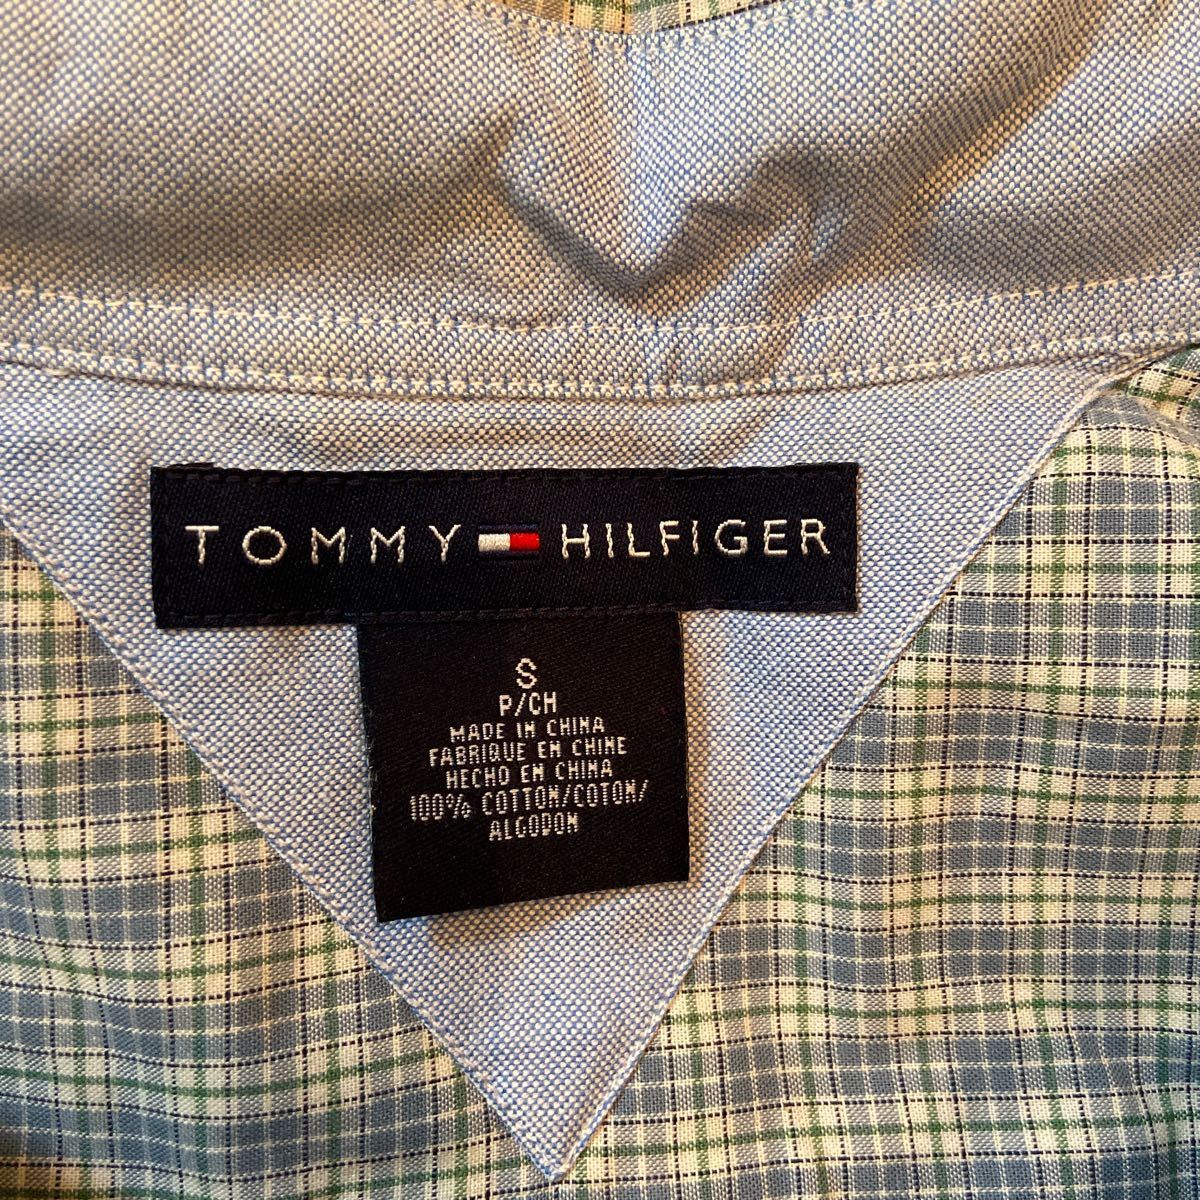 TOMMY HILFIGER
S
P/CH
MADE IN CHINA
FABRIQUE EN CHINE
HECHO EN CHINA
100% COTTON/COTON/
ALGODON